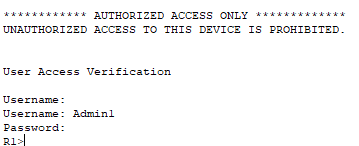 ************ AUTHORIZED ACCESS ONLY *************
UNAUTHORIZED ACCESS TO THIS DEVICE IS PROHIBITED.
User Access Verification
Username:
Username: Admin1
Password:
R1>